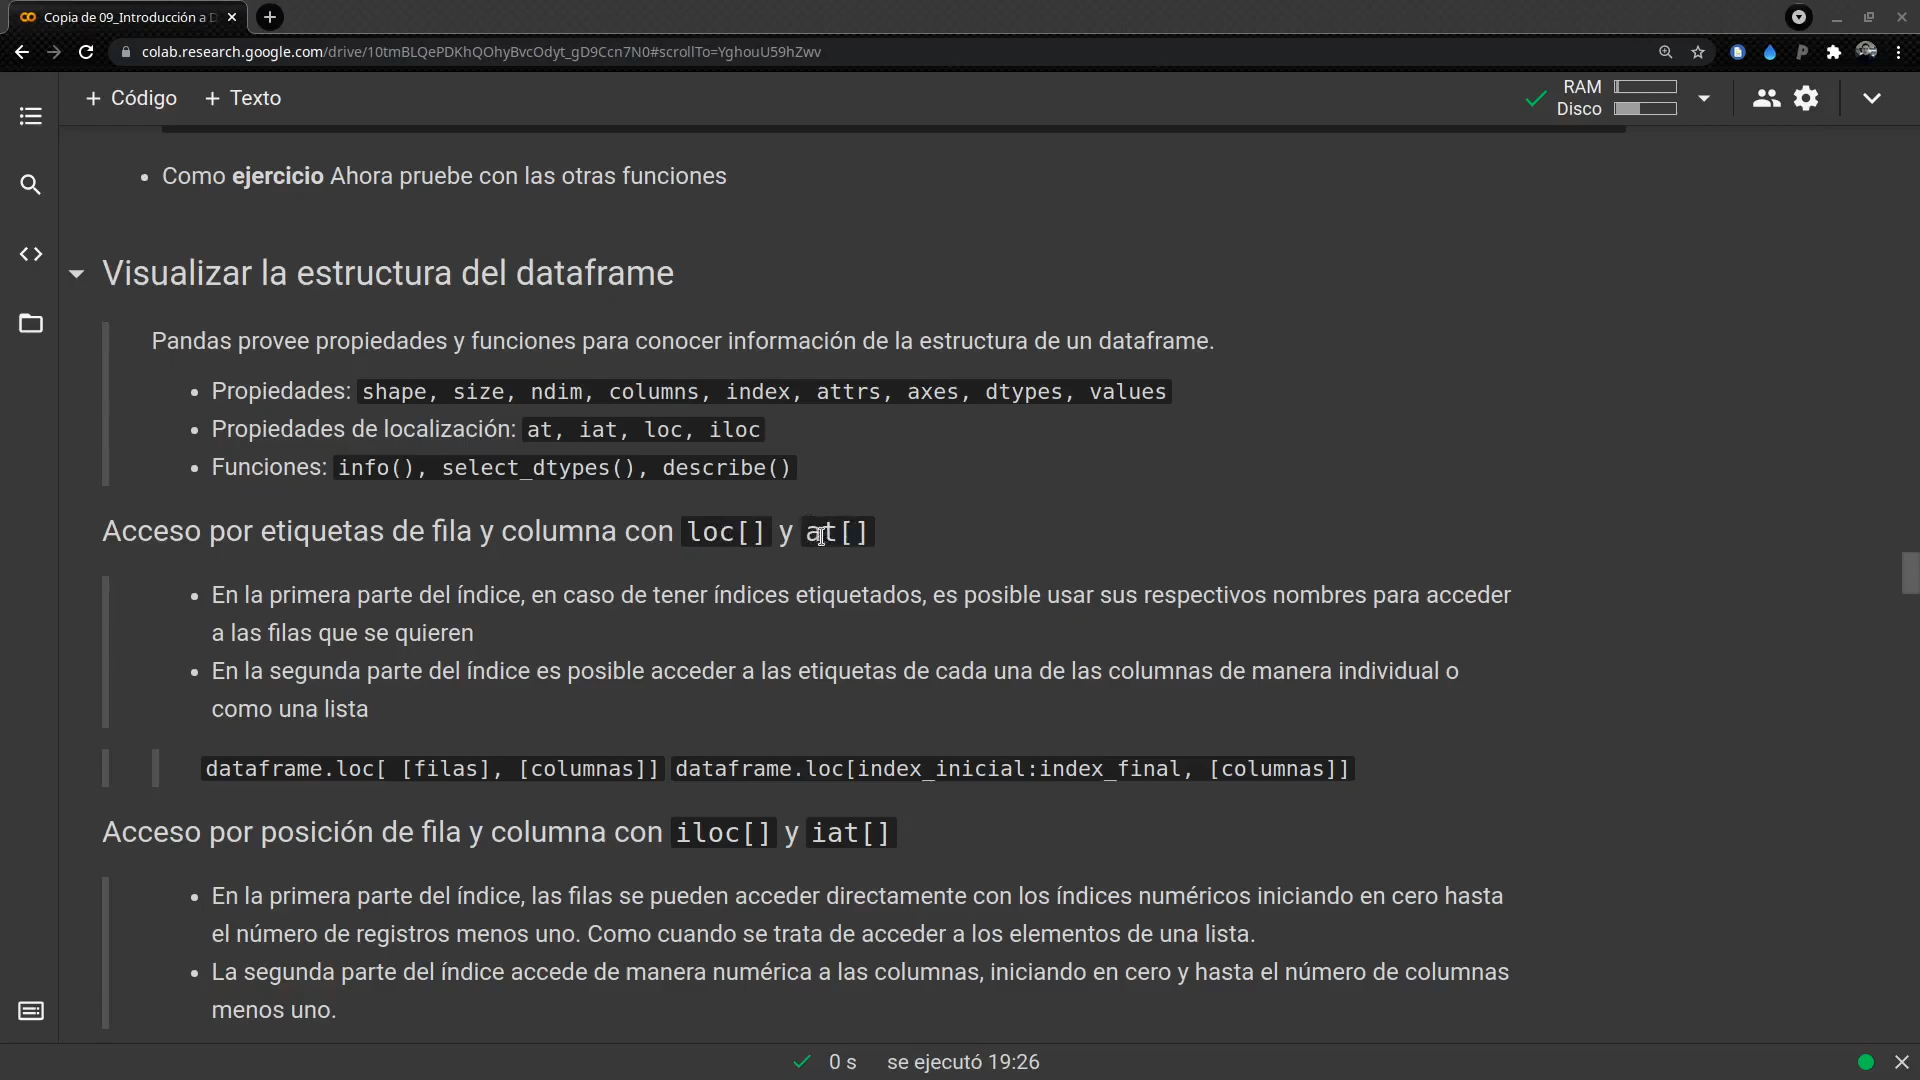 Copia de 09_Introducción a D
colab.research.google.com/drive/10tmBLQePDKhQOhyBvcOdyt_gD9Ccn7N0#scrollTo=YghouU59hZwv
+ Código + Texto
RAM
Disco
• Como ejercicio Ahora pruebe con las otras funciones
Visualizar la estructura del dataframe
Pandas provee propiedades y funciones para conocer información de la estructura de un dataframe.
• Propiedades: shape, size, ndim, columns, index, attrs, axes, dtypes, values
• Propiedades de localización: at, iat, loc, iloc
• Funciones: info(), select_dtypes(), describe()
Acceso por etiquetas de fila y columna con loc[] y at[]
• En la primera parte del índice, en caso de tener índices etiquetados, es posible usar sus respectivos nombres para acceder
a las filas que se quieren
• En la segunda parte del índice es posible acceder a las etiquetas de cada una de las columnas de manera individual o
como una lista
dataframe.loc[ [filas], [columnas]] dataframe.loc[index_inicial:index_final, [columnas]]
Acceso por posición de fila y columna con iloc[] y iat[]
• En la primera parte del índice, las filas se pueden acceder directamente con los índices numéricos iniciando en cero hasta
el número de registros menos uno. Como cuando se trata de acceder a los elementos de una lista.
• La segunda parte del índice accede de manera numérica a las columnas, iniciando en cero y hasta el número de columnas
menos uno.
0 s se ejecutó 19:26